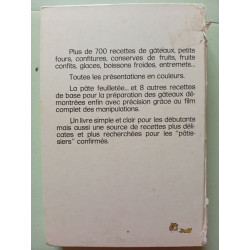 Plus de 700 recettes de gâteaux, petits
fours, confitures, conserves de fruits, fruits
confits, glaces, boissons froides, entremets...
Toutes les présentations en couleurs.
La pâte feuilletée... et 8 autres recettes
de base pour la préparation des gâteaux dé-
montrées enfin avec précision grâce au film
complet des manipulations.
Un livre simple et clair pour les débutants
mais aussi une source de recettes plus déli-
cates et plus recherchées pour les "pâtis-
siers" confirmés.